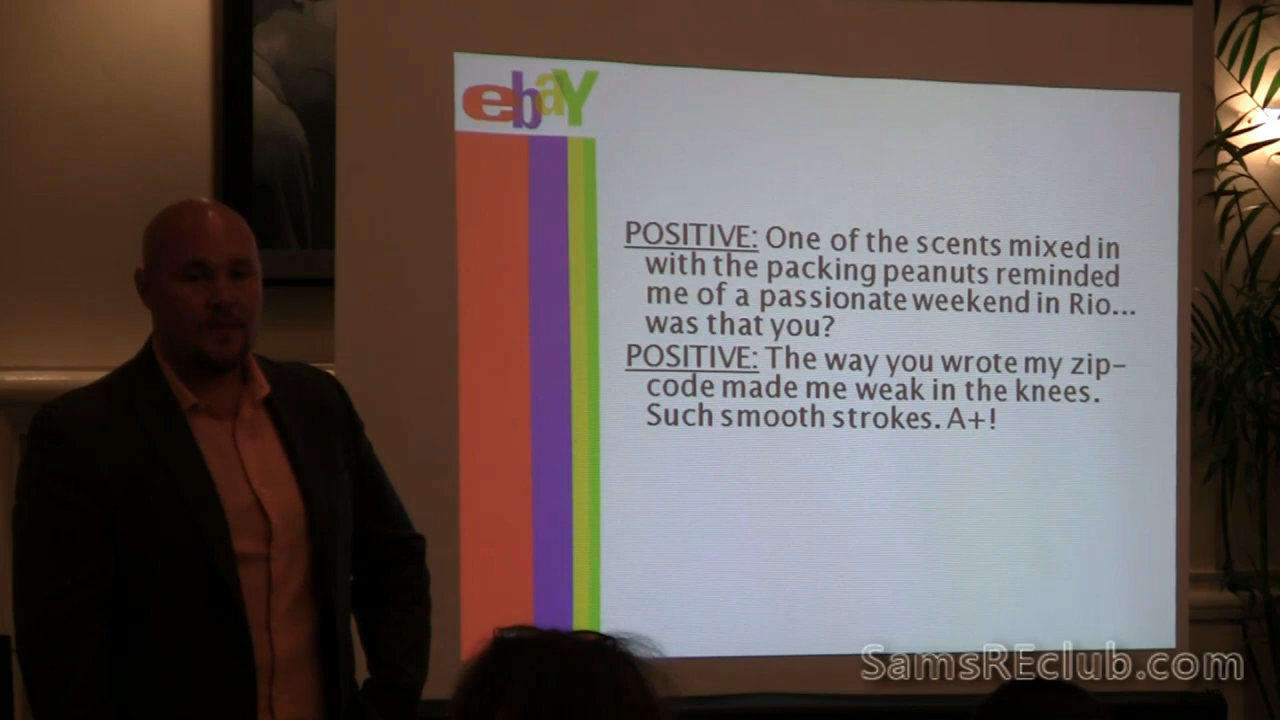 ebaY
POSITIVE: One of the scents mixed in
with the packing peanuts reminded
me of a passionate weekend in Rio...
was that you?
POSITIVE: The way you wrote my zip-
code made me weak in the knees.
Such smooth strokes. A+!
SamsREclub.com